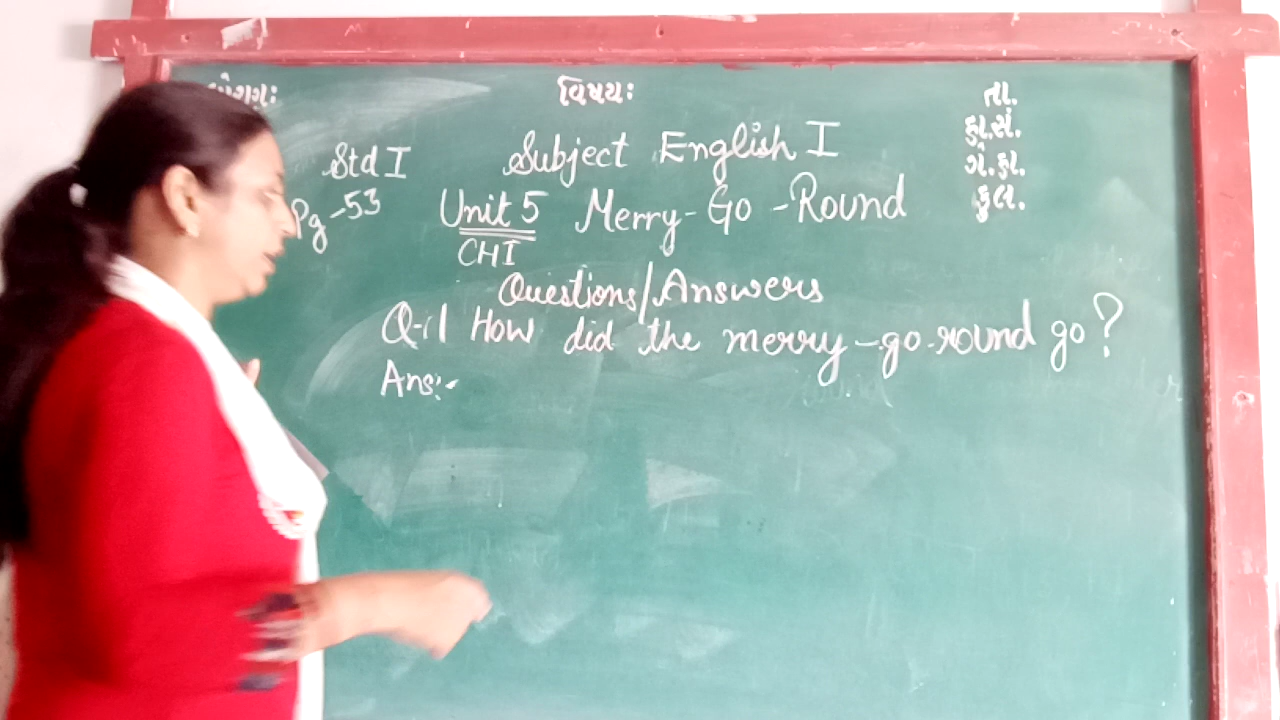 વિષય:
તા.
કા.સં.
ગે.કા.
કુલ.
Std I Subject English I
Pg-53 Unit 5 Merry-Go-Round
CHI
Questions/Answers
Q-1 How did the merry-go-round go?
Ans:-